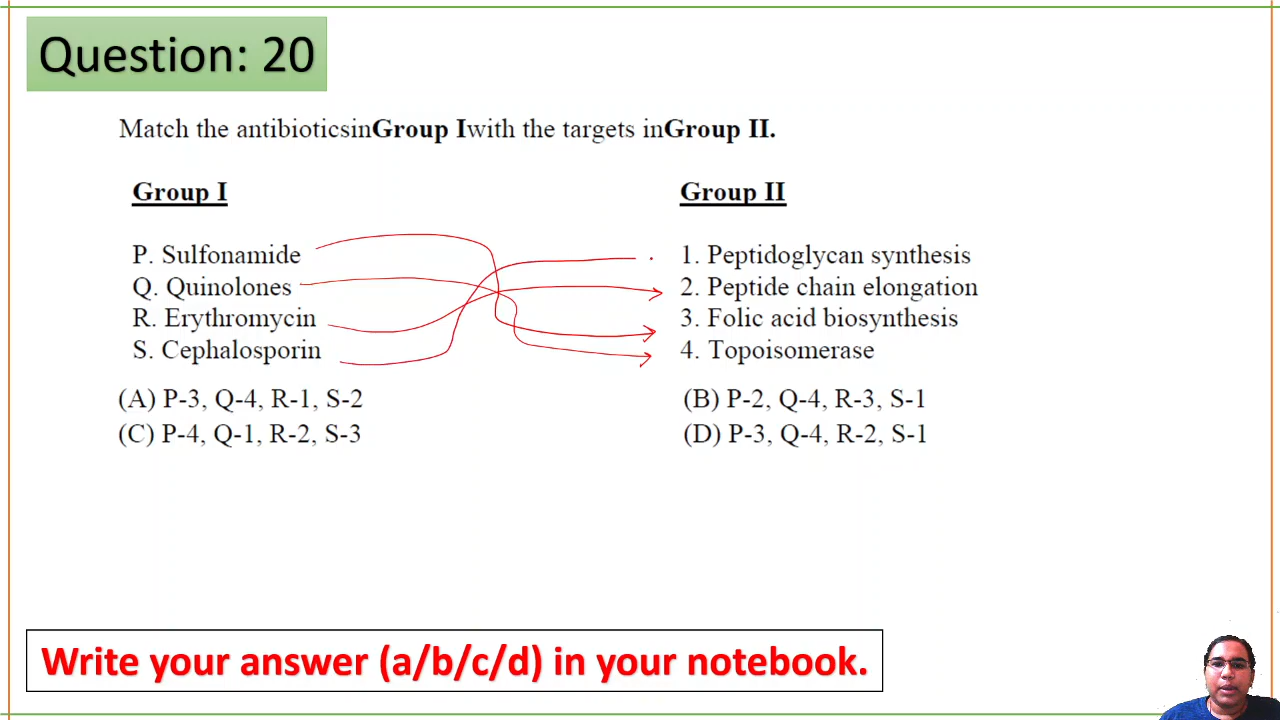 Question: 20
Match the antibioticsinGroup Iwith the targets inGroup II.
Group I
Group II
P. Sulfonamide
1. Peptidoglycan synthesis
Q. Quinolones
2. Peptide chain elongation
R. Erythromycin
3. Folic acid biosynthesis
S. Cephalosporin
4. Topoisomerase
(A) P-3, Q-4, R-1, S-2
(B) P-2, Q-4, R-3, S-1
(C) P-4, Q-1, R-2, S-3
(D) P-3, Q-4, R-2, S-1
Write your answer (a/b/c/d) in your notebook.